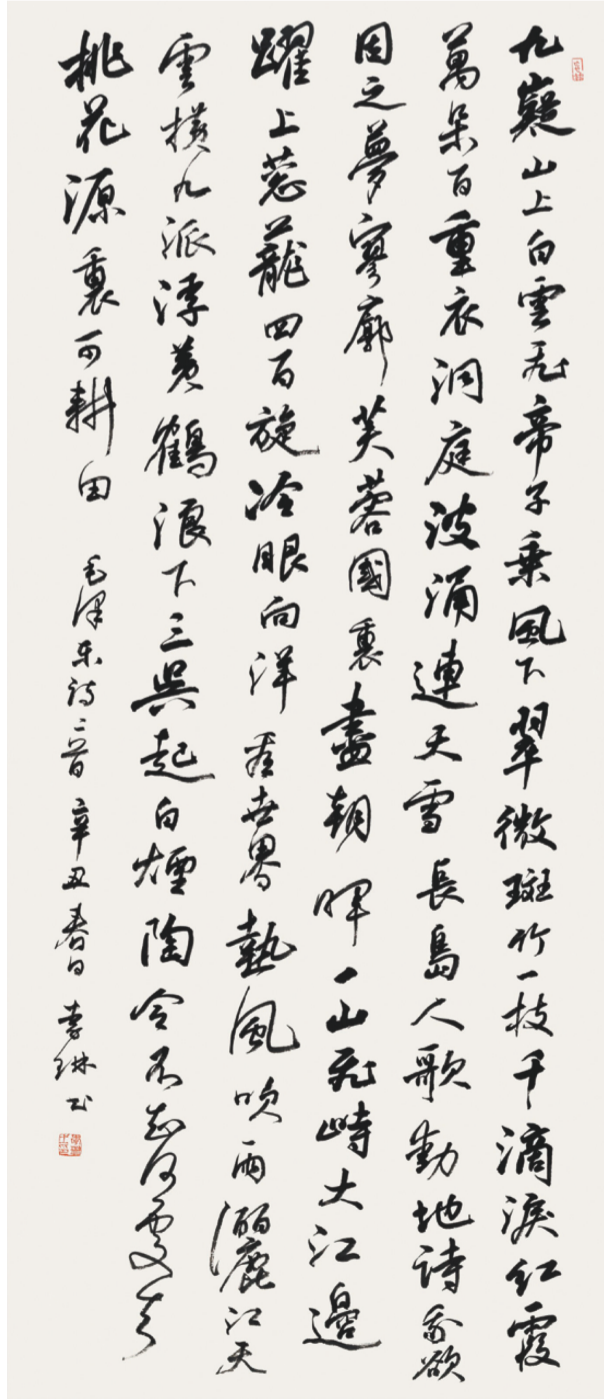 九嶷山上白雲飛帝子乘風下翠微斑竹一枝千滴淚紅霞
萬朵百重衣洞庭波涌連天雪長島人歌動地詩我欲
因之夢寥廓芙蓉國裏盡朝暉一山飛峙大江邊
躍上葱蘢四百旋冷眼向洋看世界熱風吹雨灑江天
雲橫九派浮黃鶴浪下三吳起白煙陶令不知何處去
桃花源裏可耕田 毛澤东詩二首 辛丑春日 李琳书